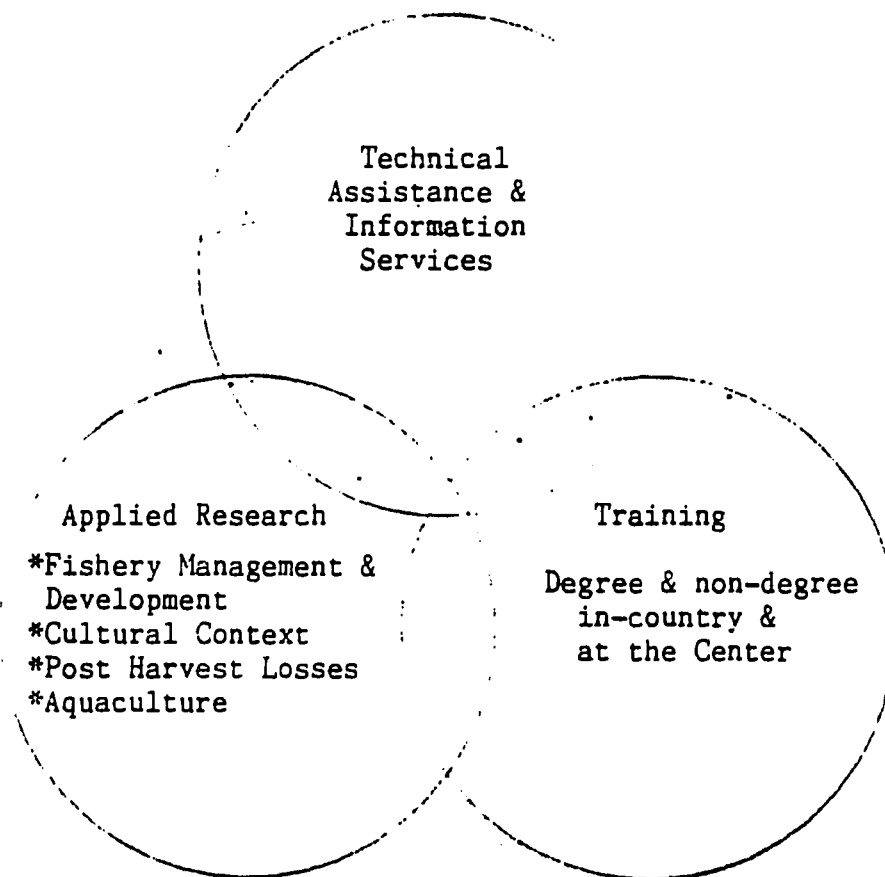 Technical
Assistance &
Information
Services
Applied Research
*Fishery Management &
Development
*Cultural Context
*Post Harvest Losses
*Aquaculture
Training
Degree & non-degree
in-country &
at the Center